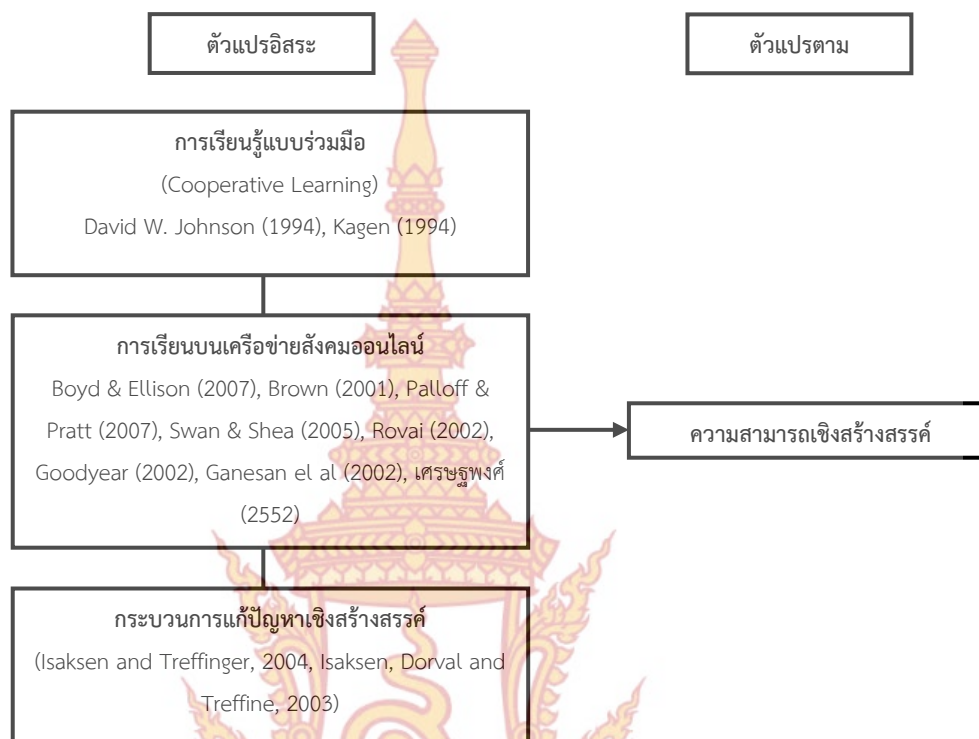 ตัวแปรอิสระ
ตัวแปรตาม
การเรียนรู้แบบร่วมมือ
(Cooperative Learning)
David W. Johnson (1994), Kagen (1994)
การเรียนบนเครือข่ายสังคมออนไลน์
Boyd & Ellison (2007), Brown (2001), Palloff &
Pratt (2007), Swan & Shea (2005), Rovai (2002),
Goodyear (2002), Ganesan el al (2002), เศรษฐพงศ์
(2552)
ความสามารถเชิงสร้างสรรค์
กระบวนการแก้ปัญหาเชิงสร้างสรรค์
(Isaksen and Treffinger, 2004, Isaksen, Dorval and
Treffine, 2003)